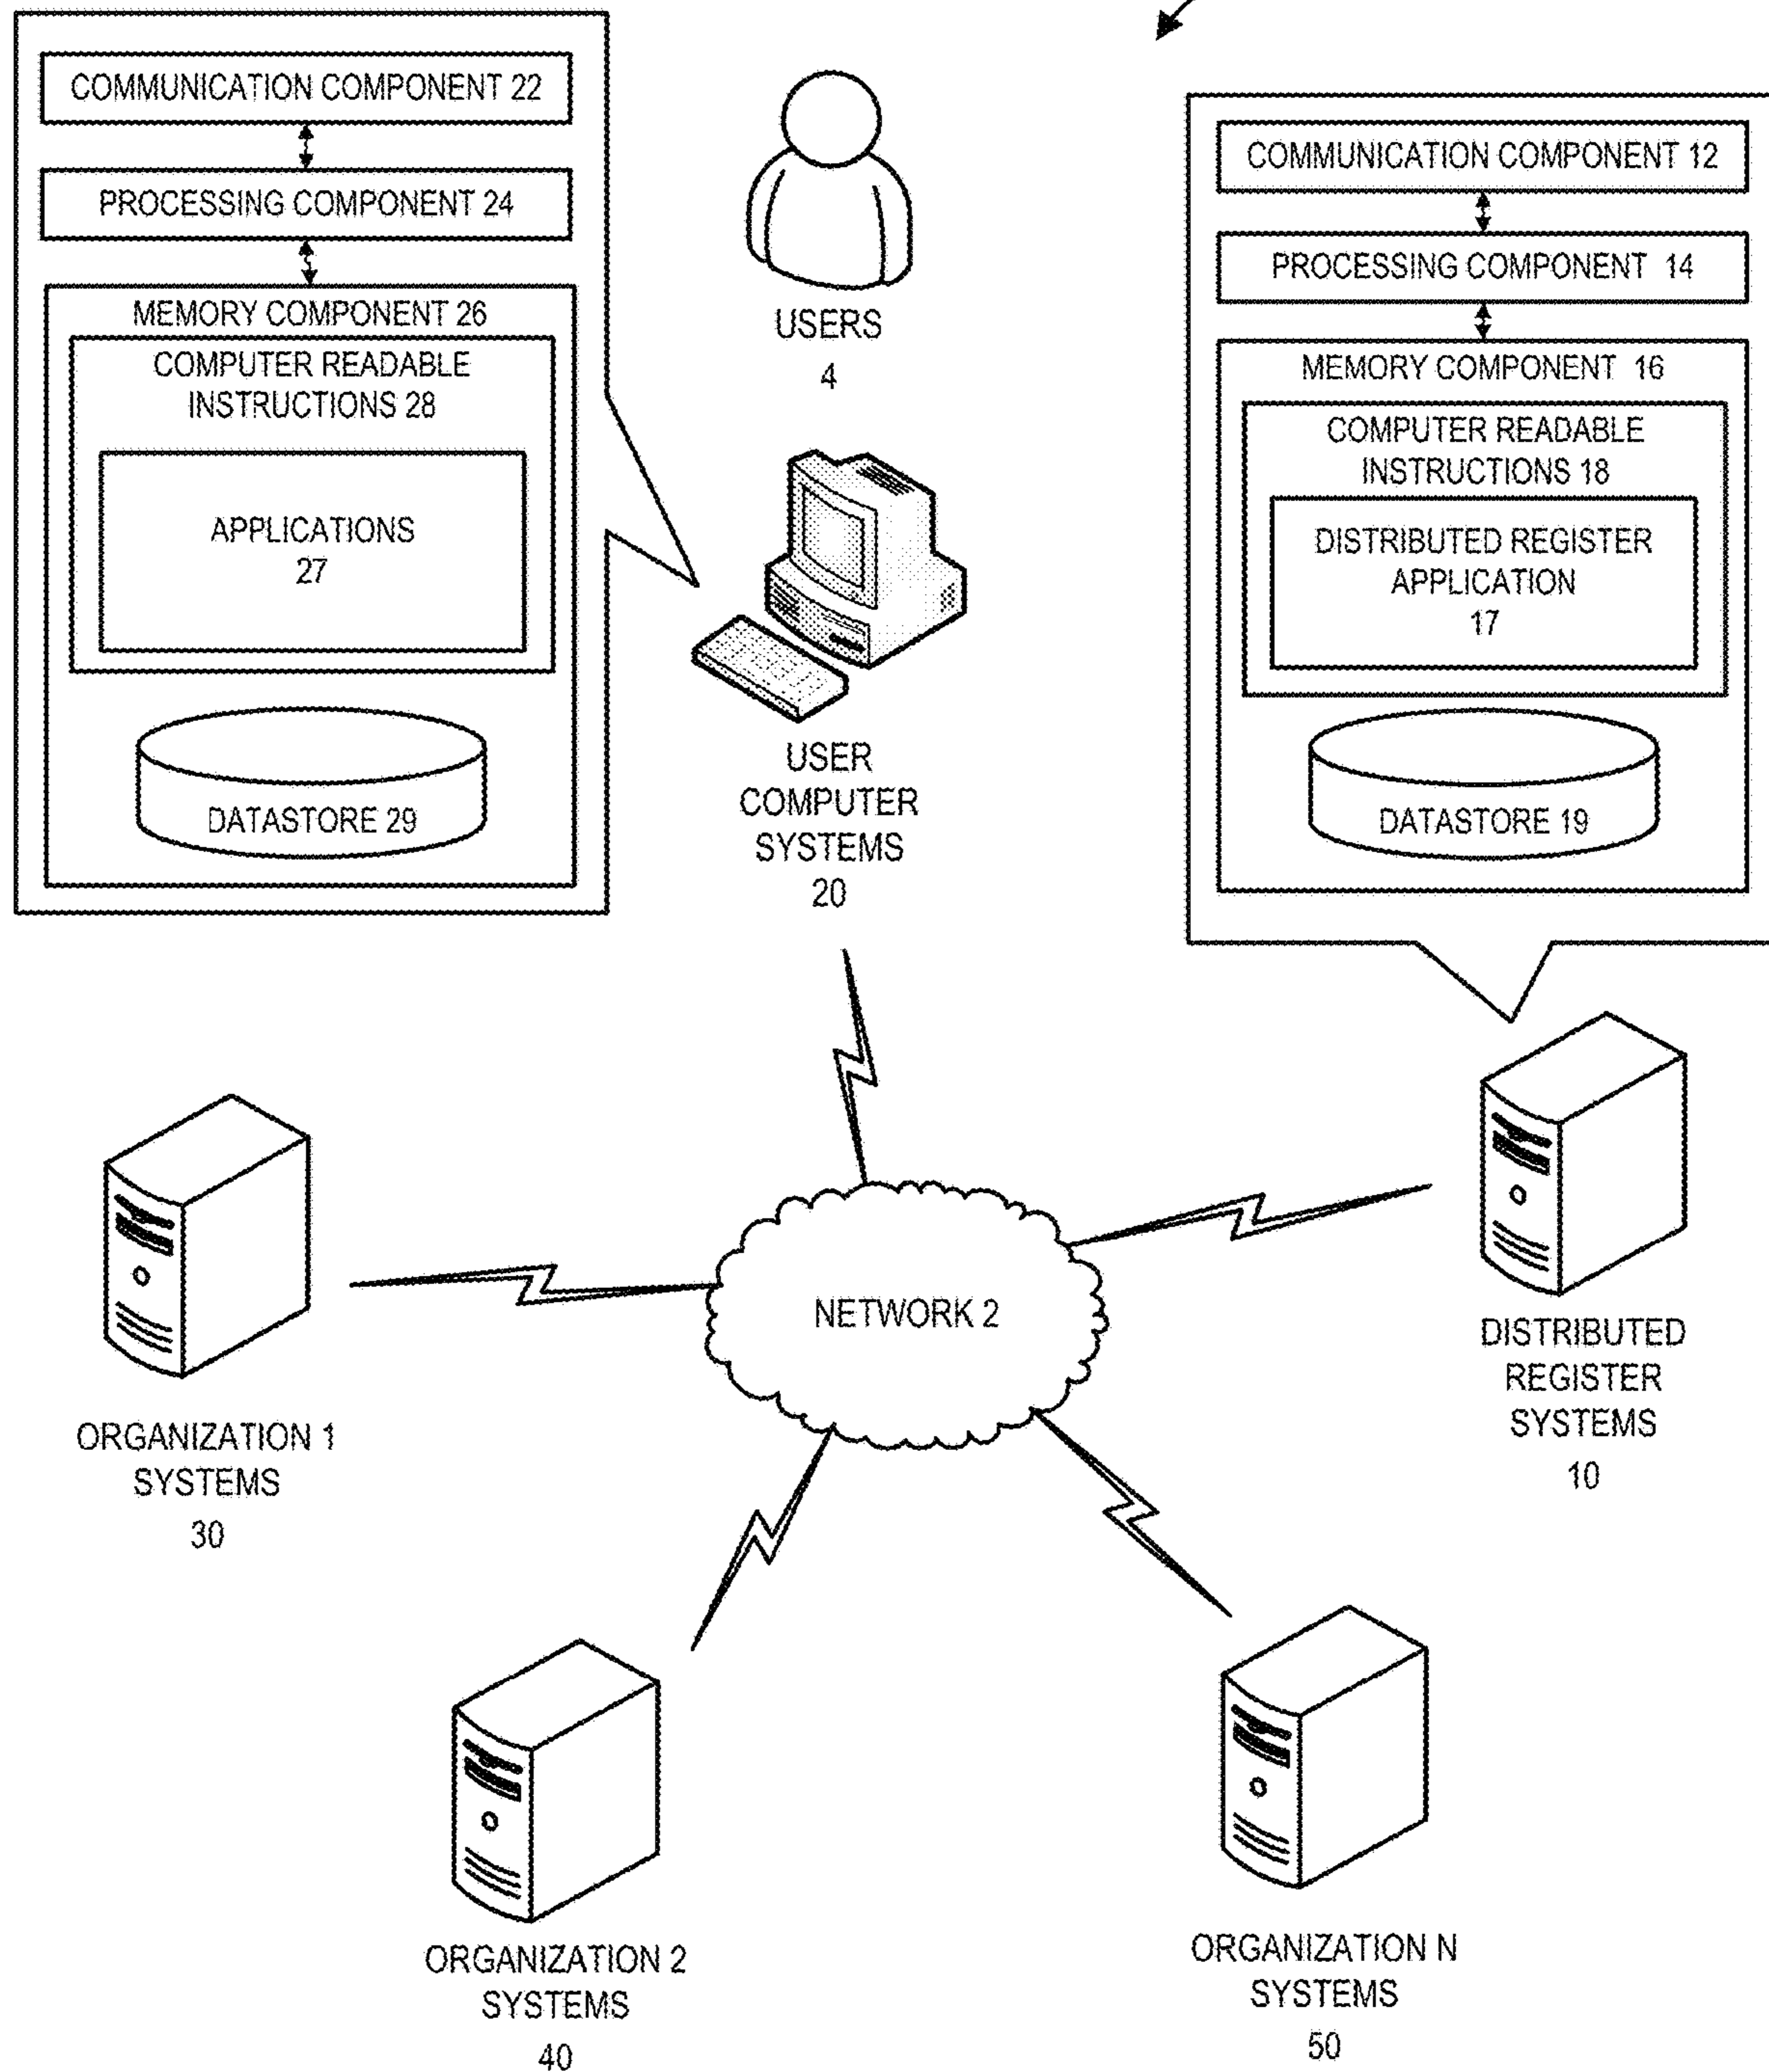 COMMUNICATION COMPONENT 22
PROCESSING COMPONENT 24
MEMORY COMPONENT 26
COMPUTER READABLE
INSTRUCTIONS 28
APPLICATIONS
27
DATASTORE 29
USERS
4
USER
COMPUTER
SYSTEMS
20
COMMUNICATION COMPONENT 12
PROCESSING COMPONENT 14
MEMORY COMPONENT 16
COMPUTER READABLE
INSTRUCTIONS 18
DISTRIBUTED REGISTER
APPLICATION
17
DATASTORE 19
NETWORK 2
DISTRIBUTED
REGISTER
SYSTEMS
10
ORGANIZATION 1
SYSTEMS
30
ORGANIZATION 2
SYSTEMS
40
ORGANIZATION N
SYSTEMS
50